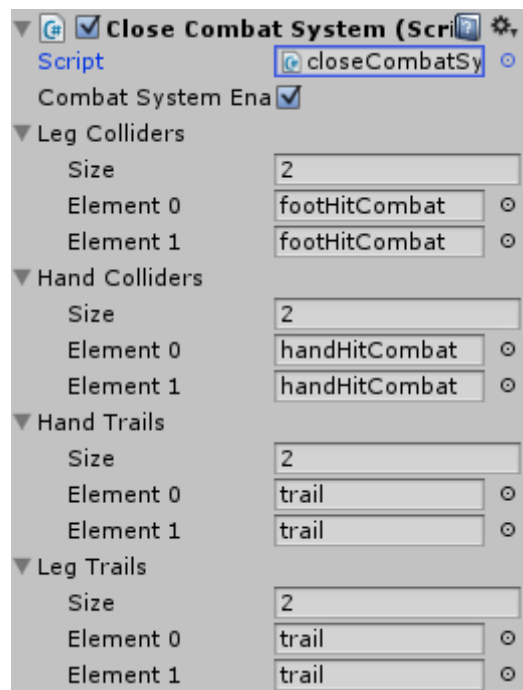 Close Combat System (Scri
Script closeCombatSy
Combat System Ena
Leg Colliders
Size 2
Element 0 footHitCombat
Element 1 footHitCombat
Hand Colliders
Size 2
Element 0 handHitCombat
Element 1 handHitCombat
Hand Trails
Size 2
Element 0 trail
Element 1 trail
Leg Trails
Size 2
Element 0 trail
Element 1 trail